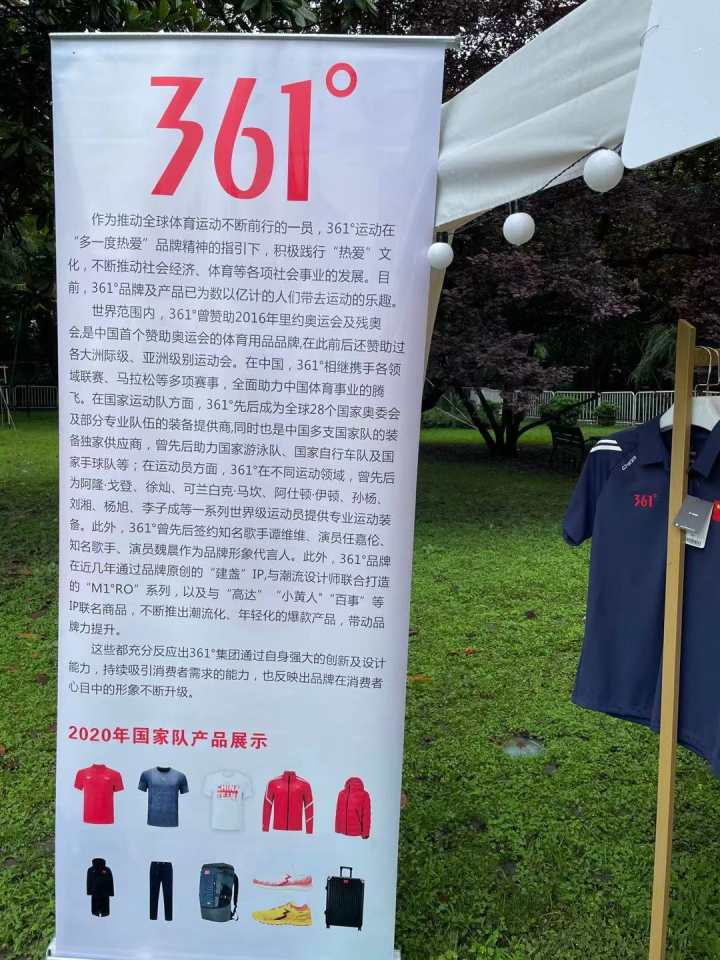 361°
作为推动全球体育运动不断前行的一员，361°运动在
“多一度热爱”品牌精神的指引下，积极践行“热爱”文
化，不断推动社会经济、体育等各项社会事业的发展。目
前，361°品牌及产品已为数以亿计的人们带去运动的乐趣。
世界范围内，361°曾赞助2016年里约奥运会及残奥
会,是中国首个赞助奥运会的体育用品品牌,在此前后还赞助过
各大洲际级、亚洲级别运动会。在中国，361°相继携手各领
域联赛、马拉松等多项赛事，全面助力中国体育事业的腾
飞。在国家运动队方面，361°先后成为全球28个国家奥委会
及部分专业队伍的装备提供商,同时也是中国多支国家队的装
备独家供应商，曾先后助力国家游泳队、国家自行车队及国
家手球队等；在运动员方面，361°在不同运动领域，曾先后
为阿隆·戈登、徐灿、可兰白克·马坎、阿仕顿·伊顿、孙杨、
刘湘、杨旭、李子成等一系列世界级运动员提供专业运动装
备。此外，361°曾先后签约知名歌手谭维维、演员任嘉伦、
知名歌手、演员魏晨作为品牌形象代言人。此外，361°品牌
在近几年通过品牌原创的“建盏”IP,与潮流设计师联合打造
的“M1°RO”系列，以及与“高达”“小黄人”“百事”等
IP联名商品，不断推出潮流化、年轻化的爆款产品，带动品
牌力提升。
这些都充分反应出361°集团通过自身强大的创新及设计
能力，持续吸引消费者需求的能力，也反映出品牌在消费者
心目中的形象不断升级。
2020年国家队产品展示
CHINA
China
361°